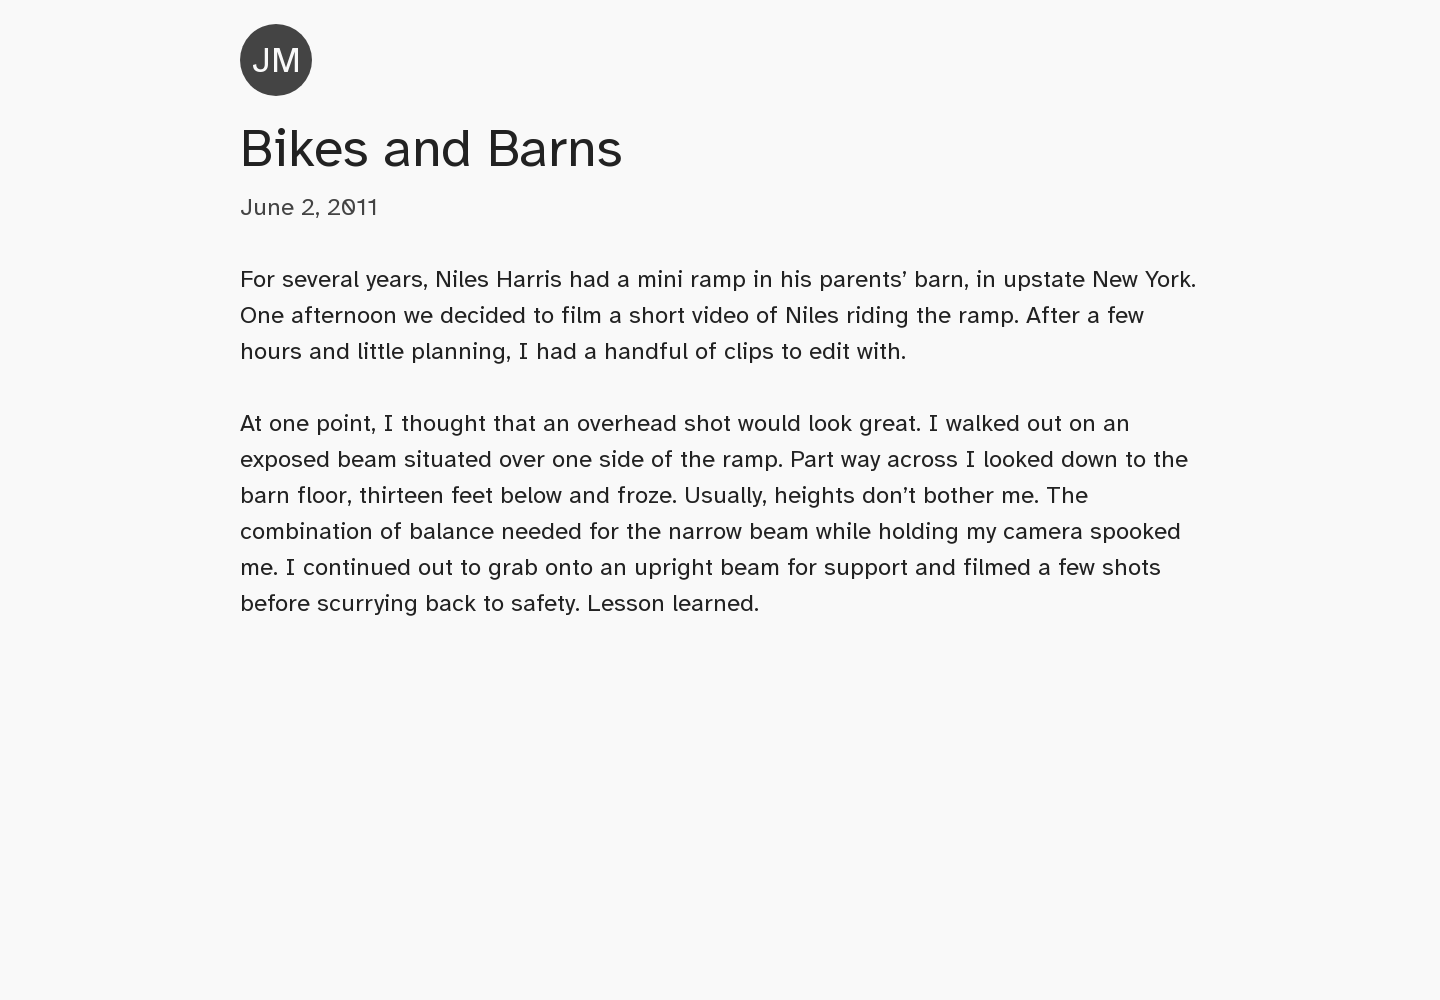 JM
Bikes and Barns
June 2, 2011
For several years, Niles Harris had a mini ramp in his parents’ barn, in upstate New York.
One afternoon we decided to film a short video of Niles riding the ramp. After a few
hours and little planning, I had a handful of clips to edit with.
At one point, I thought that an overhead shot would look great. I walked out on an
exposed beam situated over one side of the ramp. Part way across I looked down to the
barn floor, thirteen feet below and froze. Usually, heights don’t bother me. The
combination of balance needed for the narrow beam while holding my camera spooked
me. I continued out to grab onto an upright beam for support and filmed a few shots
before scurrying back to safety. Lesson learned.